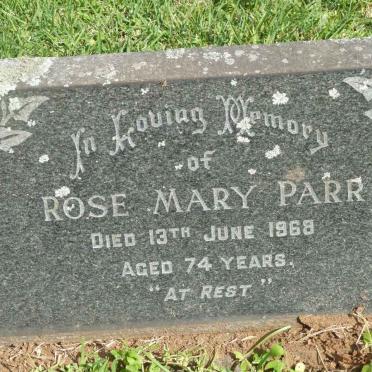 In Loving Memory
of
ROSE MARY PARR
DIED 13TH JUNE 1968
AGED 74 YEARS.
"AT REST"